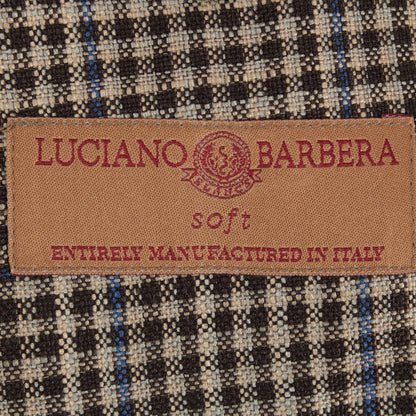 LUCIANO BARBERA
soft
ENTIRELY MANUFACTURED IN ITALY